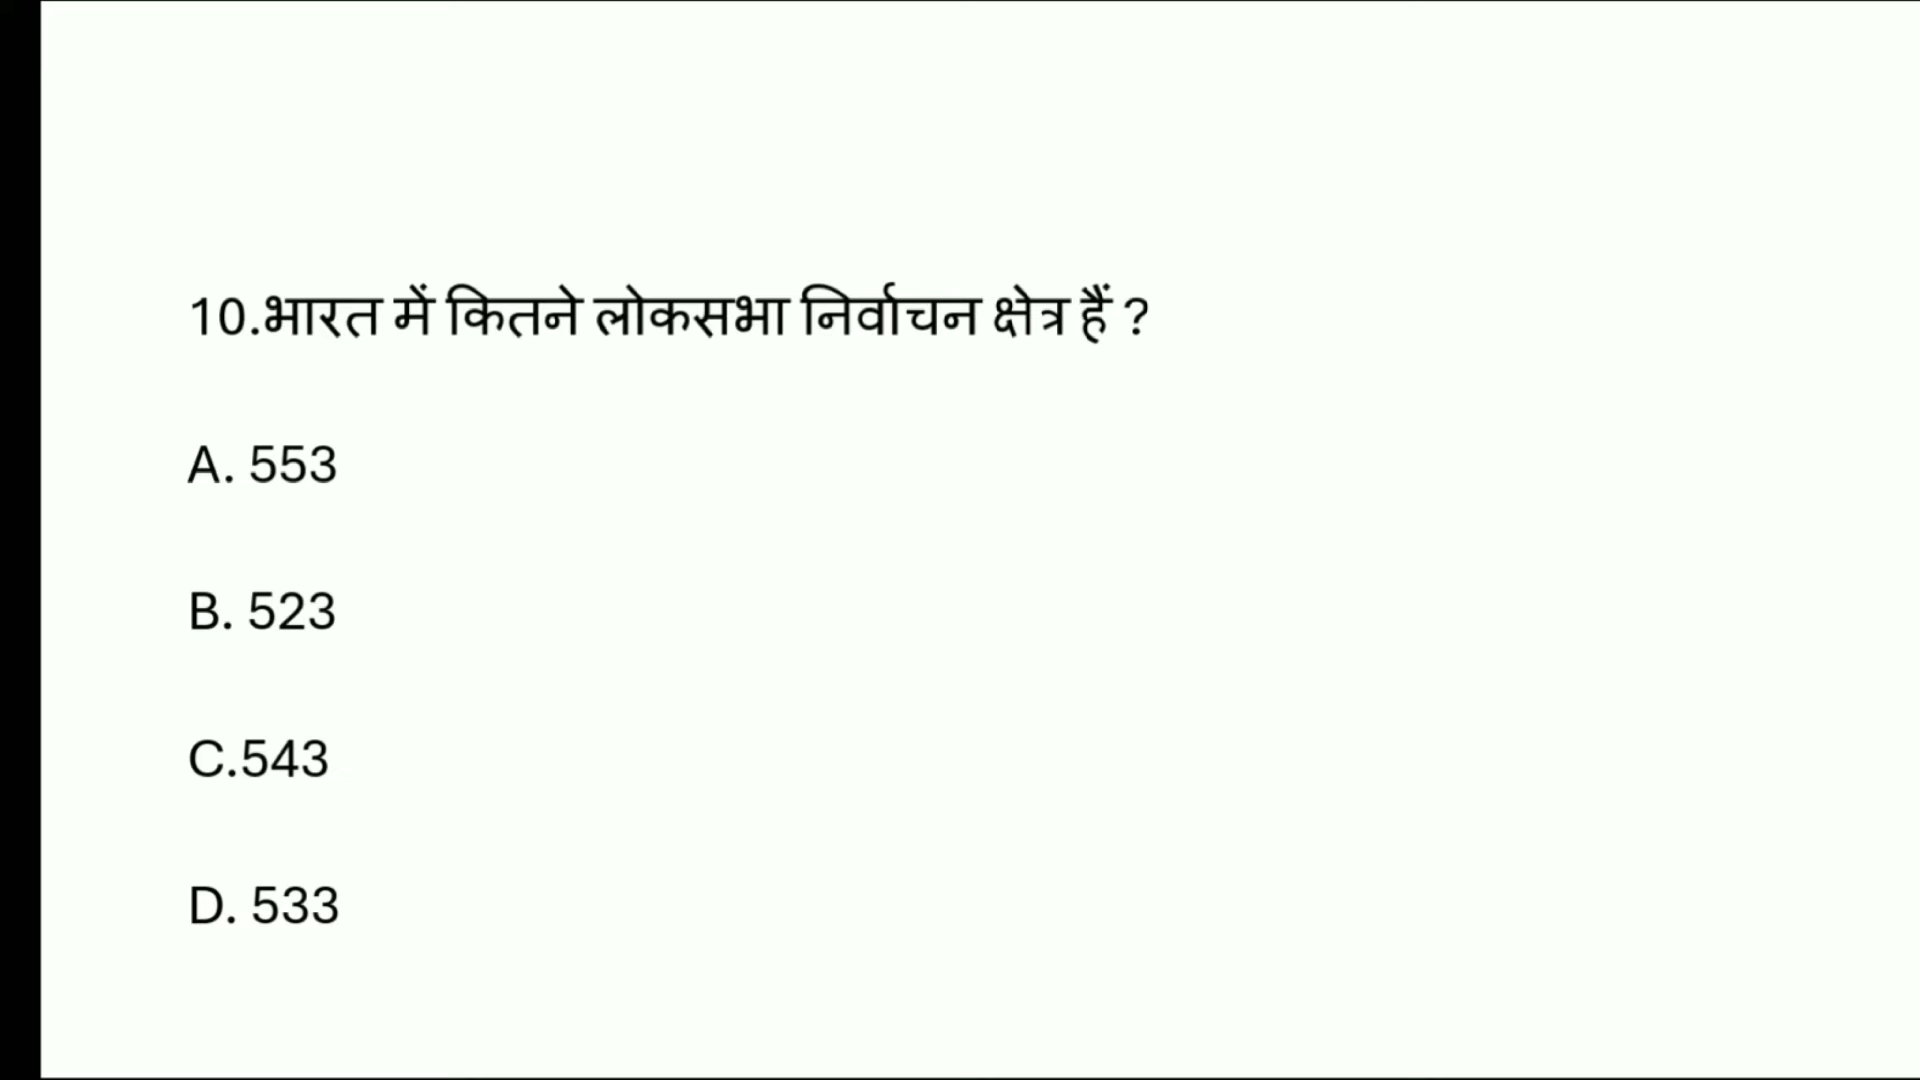 10.भारत में कितने लोकसभा निर्वाचन क्षेत्र हैं ?
A. 553
B. 523
C.543
D. 533